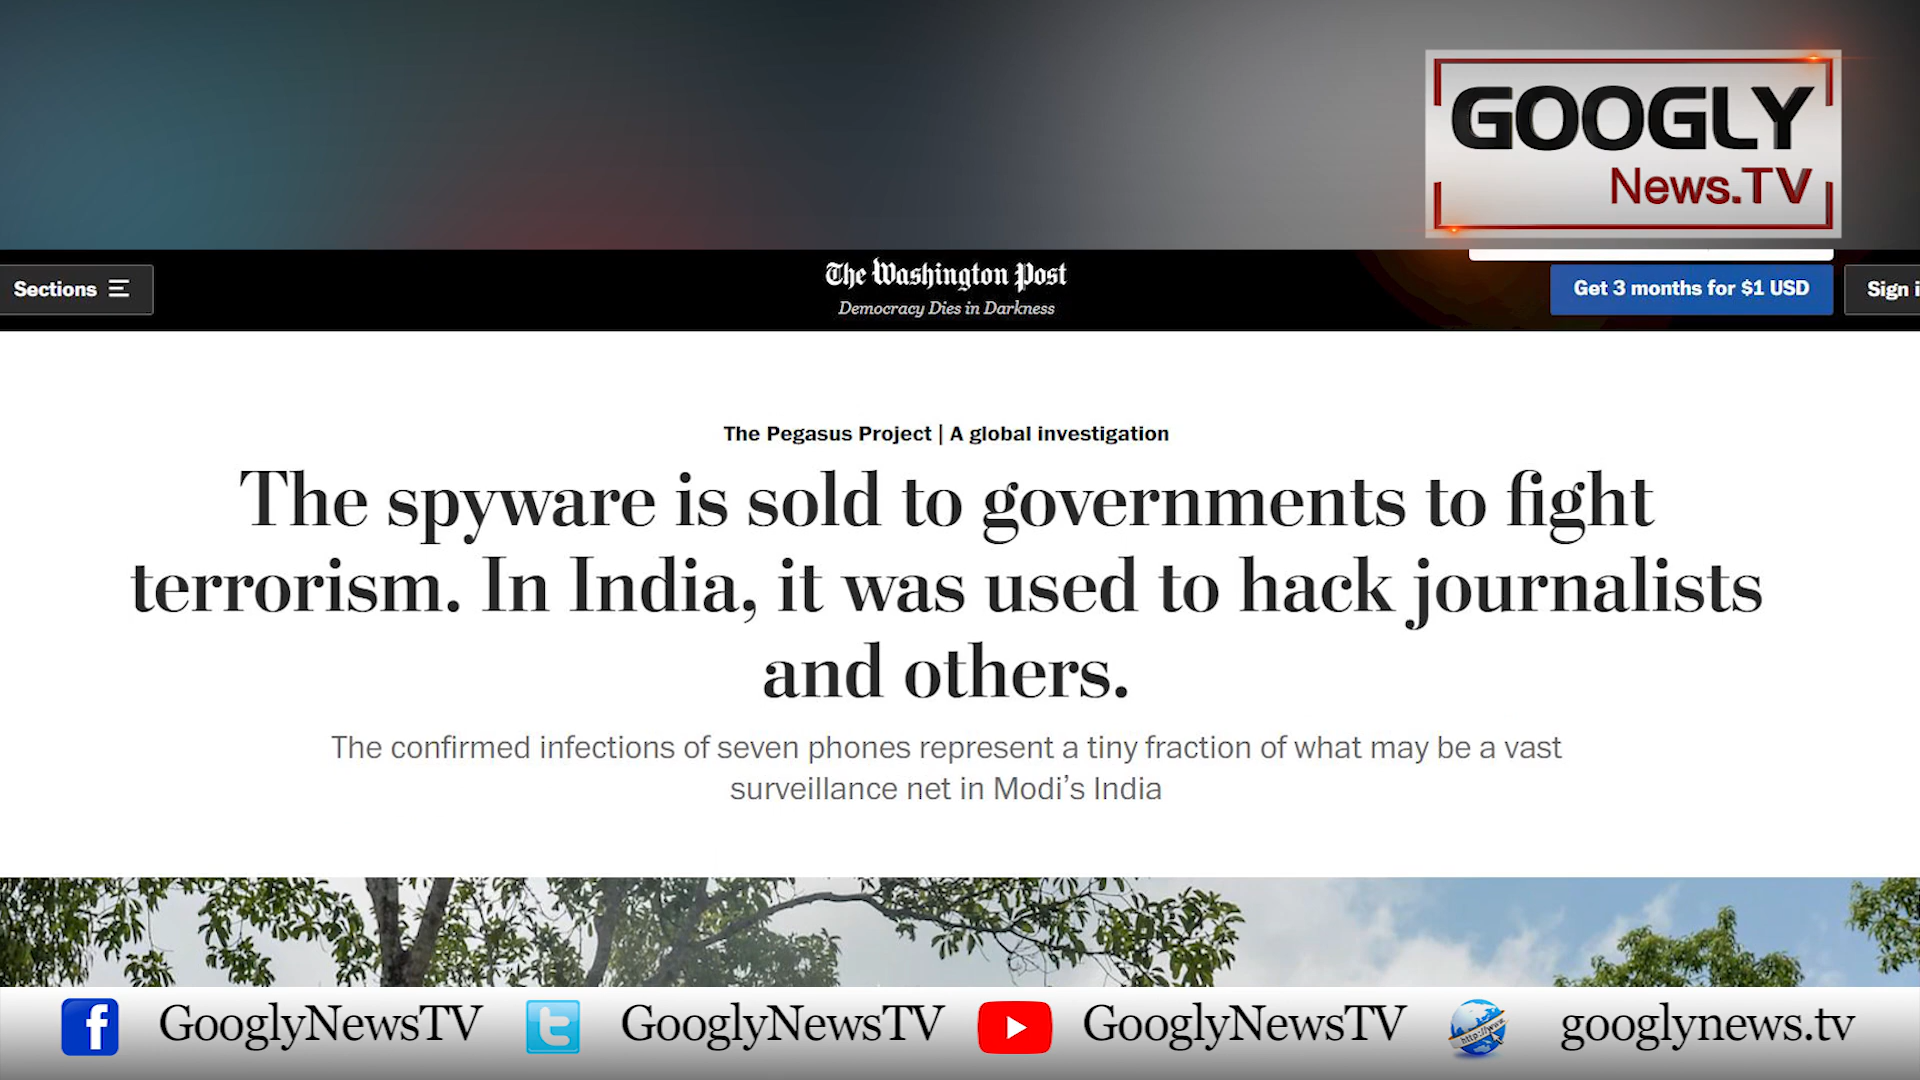 GOOGLY
News.TV
Sections
The Washington Post
Democracy Dies in Darkness
Get 3 months for $1 USD
Sign i
The Pegasus Project | A global investigation
The spyware is sold to governments to fight
terrorism. In India, it was used to hack journalists
and others.
The confirmed infections of seven phones represent a tiny fraction of what may be a vast
surveillance net in Modi’s India
GooglyNewsTV
GooglyNewsTV
GooglyNewsTV
http://www.
googlynews.tv